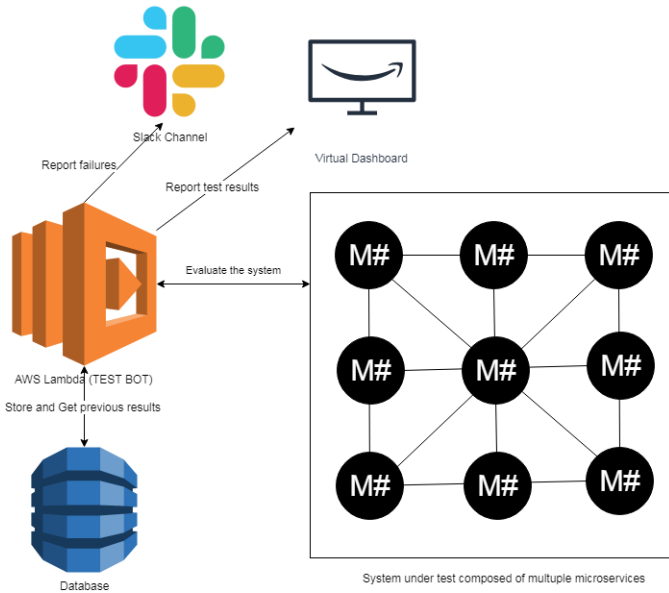 Slack Channel
Virtual Dashboard
Report failures
Report test results
Evaluate the system
M# M# M#
M# M# M#
M# M# M#
AWS Lambda (TEST BOT)
Store and Get previous results
Database
System under test composed of multuple microservices